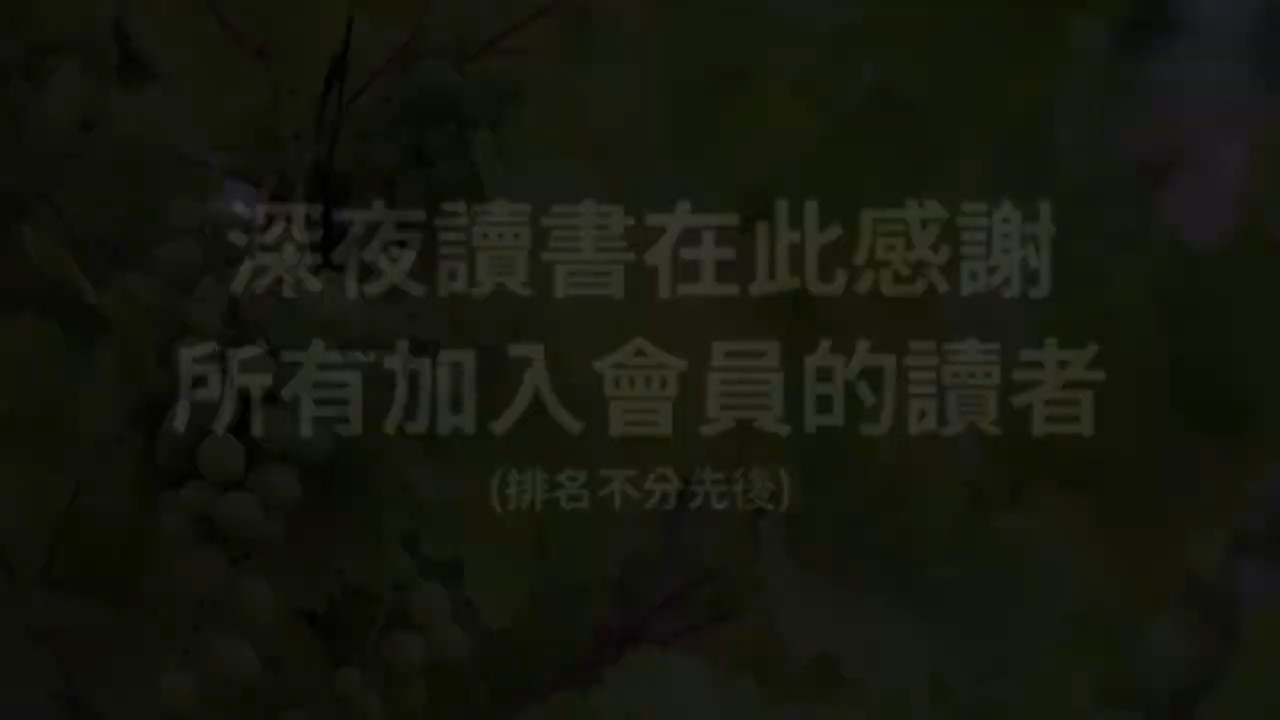 深夜讀書在此感謝
所有加入會員的讀者
(排名不分先後)